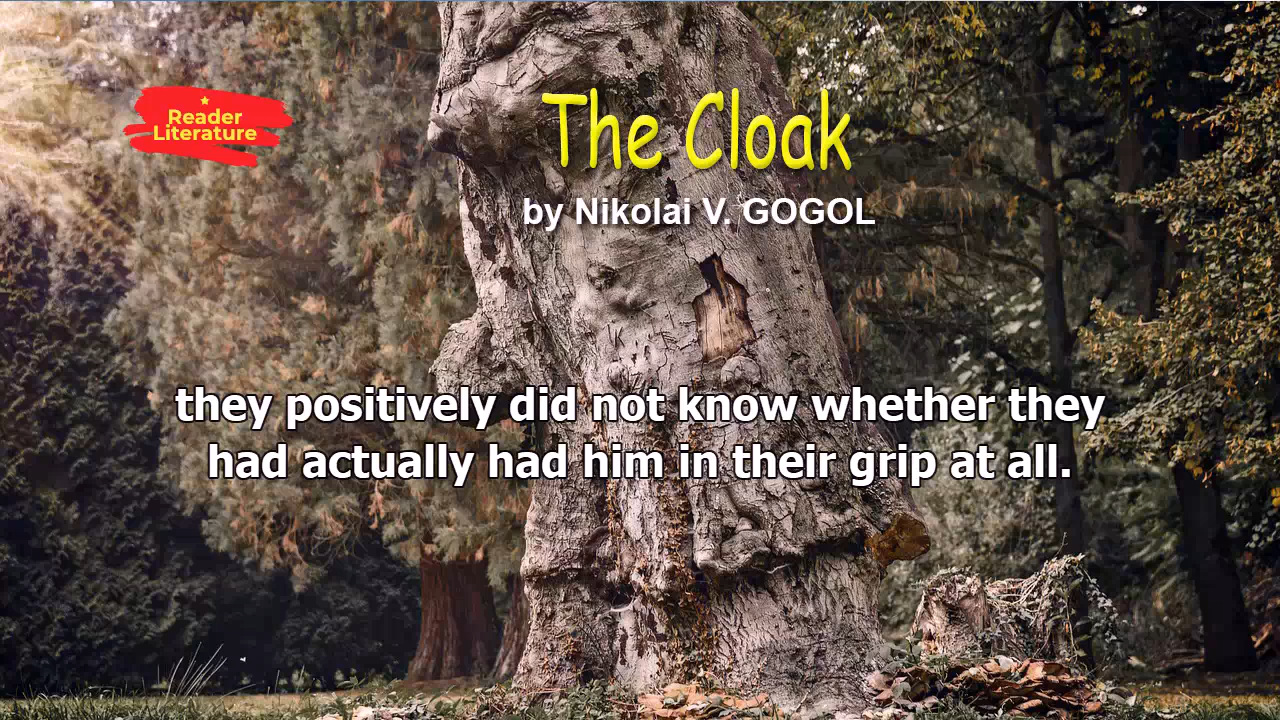 Reader
Literature
The Cloak
by Nikolai V. GOGOL
they positively did not know whether they
had actually had him in their grip at all.